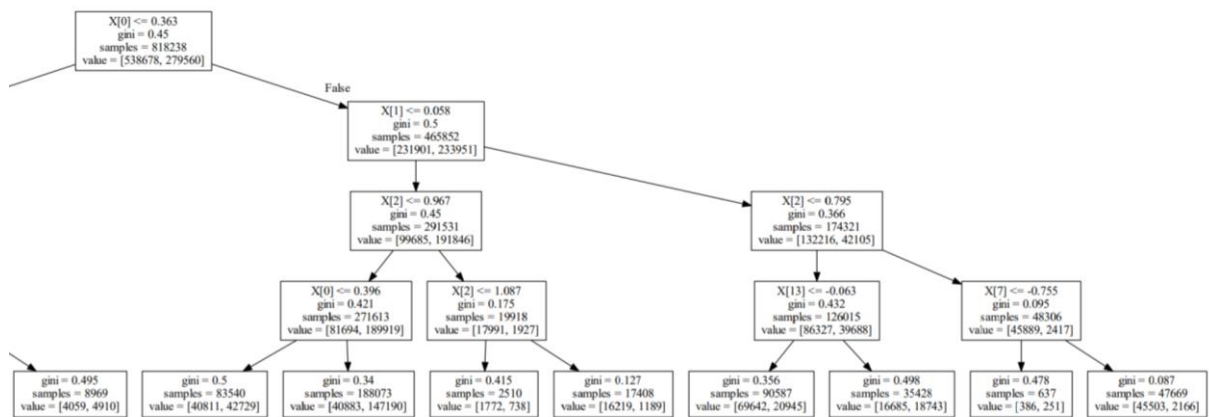 X[0] <= 0.363
gini = 0.45
samples = 818238
value = [538678, 279560]
False
X[1] <= 0.058
gini = 0.5
samples = 465852
value = [231901, 233951]
X[2] <= 0.967
gini = 0.45
samples = 291531
value = [99685, 191846]
X[2] <= 0.795
gini = 0.366
samples = 174321
value = [132216, 42105]
X[0] <= 0.396
gini = 0.421
samples = 271613
value = [81694, 189919]
X[2] <= 1.087
gini = 0.175
samples = 19918
value = [17991, 1927]
X[13] <= -0.063
gini = 0.432
samples = 126015
value = [86327, 39688]
X[7] <= -0.755
gini = 0.095
samples = 48306
value = [45889, 2417]
gini = 0.495
samples = 8969
value = [4059, 4910]
gini = 0.5
samples = 83540
value = [40811, 42729]
gini = 0.34
samples = 188073
value = [40883, 147190]
gini = 0.415
samples = 2510
value = [1772, 738]
gini = 0.127
samples = 17408
value = [16219, 1189]
gini = 0.356
samples = 90587
value = [69642, 20945]
gini = 0.498
samples = 35428
value = [16685, 18743]
gini = 0.478
samples = 637
value = [386, 251]
gini = 0.087
samples = 47669
value = [45503, 2166]